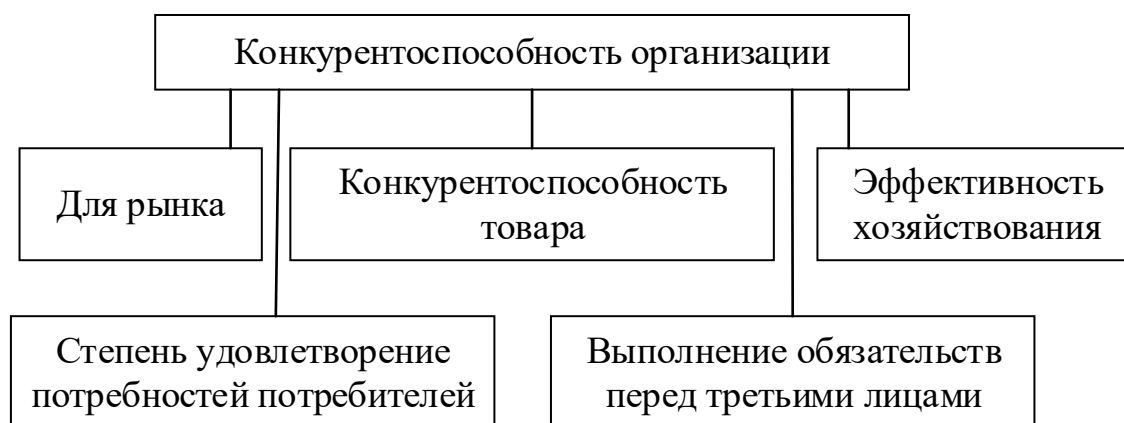 Конкурентоспособность организации
Для рынка
Конкурентоспособность
товара
Эффективность
хозяйствования
Степень удовлетворение
потребностей потребителей
Выполнение обязательств
перед третьими лицами